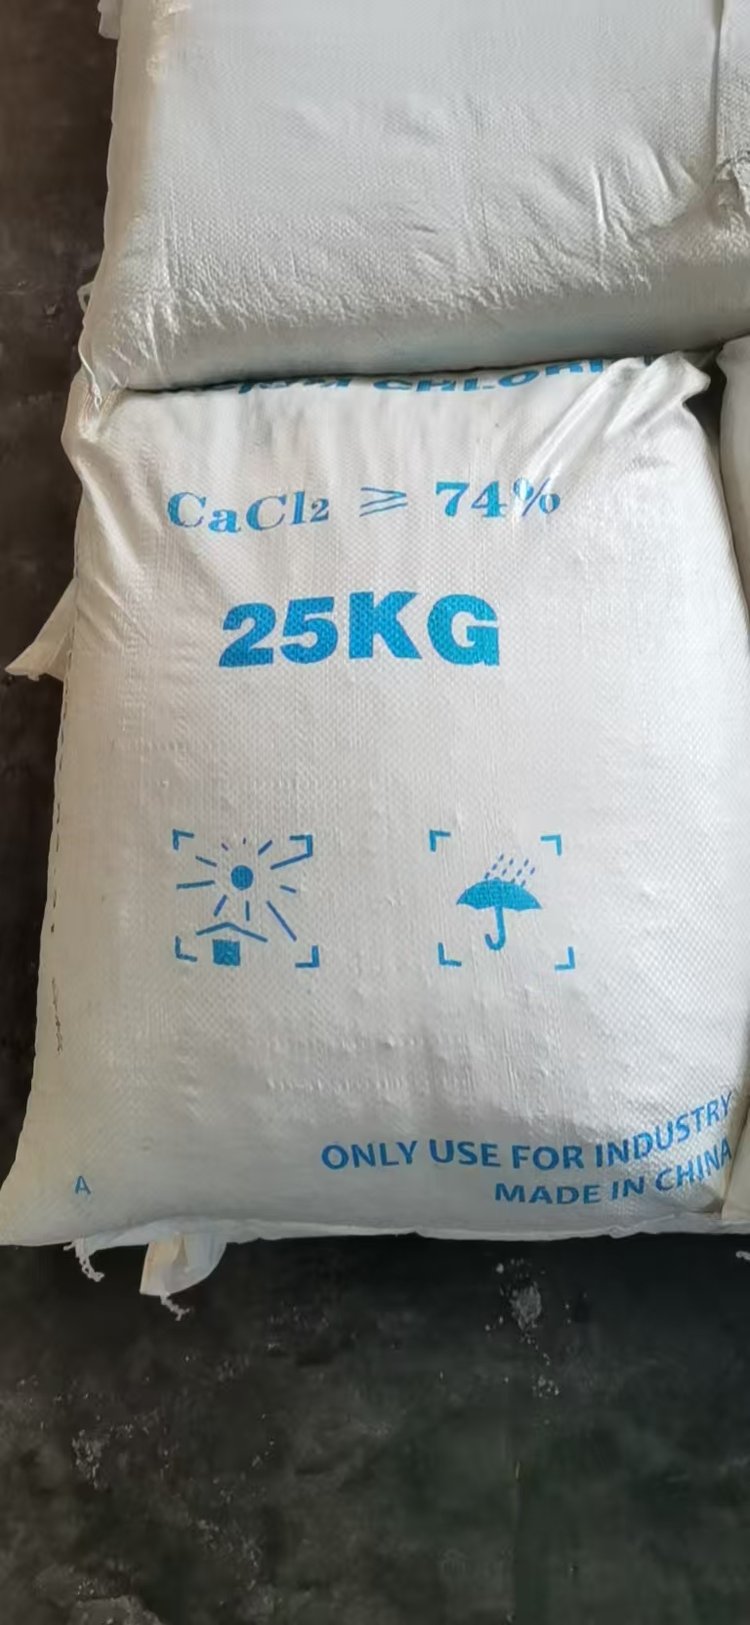 CaCl2 ≥ 74%
25KG
ONLY USE FOR INDUSTRY
MADE IN CHINA
A